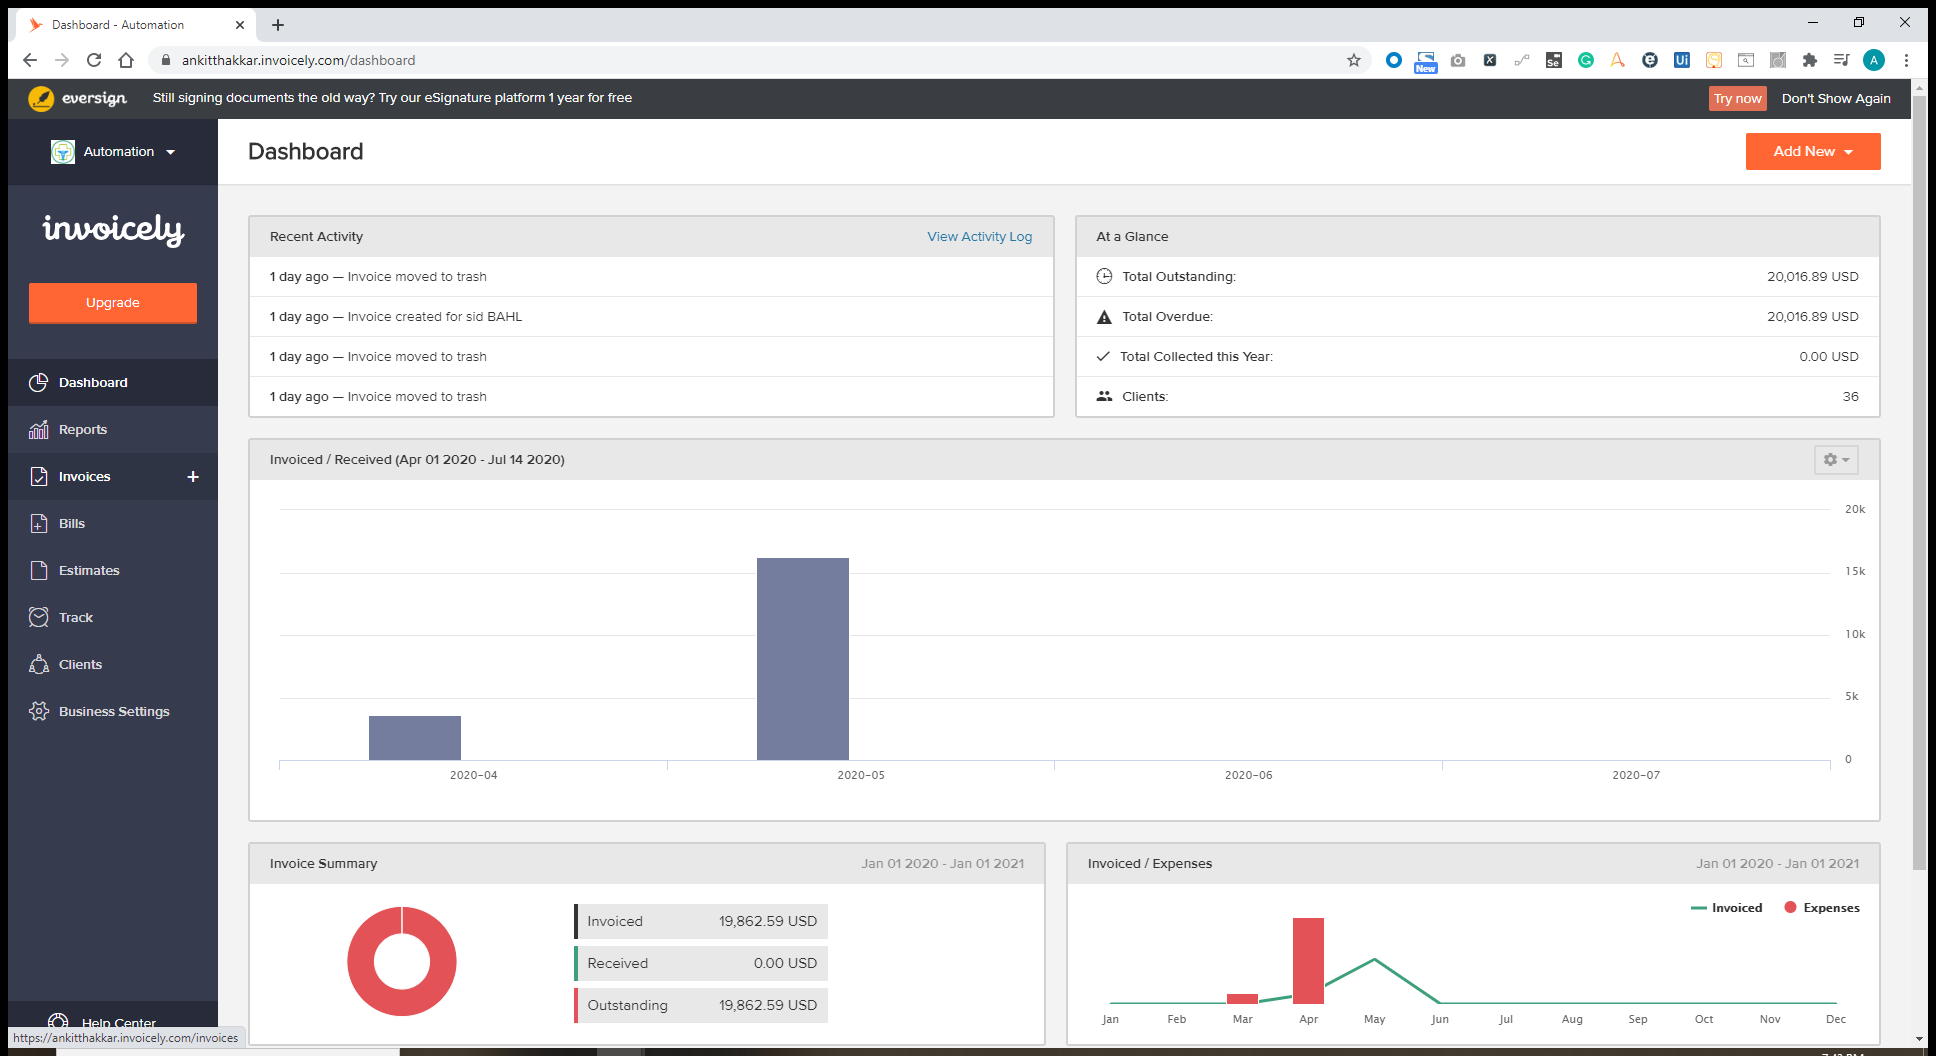 Dashboard - Automation
ankitthakkar.invoicely.com/dashboard
New
Se
Ui
A
eversign
Still signing documents the old way? Try our eSignature platform 1 year for free
Try now
Don't Show Again
Automation
Dashboard
Add New
invoicely
Upgrade
Dashboard
Reports
Invoices +
Bills
Estimates
Track
Clients
Business Settings
Help Center
https://ankitthakkar.invoicely.com/invoices
Recent Activity
View Activity Log
1 day ago — Invoice moved to trash
1 day ago — Invoice created for sid BAHL
1 day ago — Invoice moved to trash
1 day ago — Invoice moved to trash
At a Glance
Total Outstanding: 20,016.89 USD
Total Overdue: 20,016.89 USD
Total Collected this Year: 0.00 USD
Clients: 36
Invoiced / Received (Apr 01 2020 - Jul 14 2020)
20k
15k
10k
5k
0
2020-04 2020-05 2020-06 2020-07
Invoice Summary
Jan 01 2020 - Jan 01 2021
Invoiced 19,862.59 USD
Received 0.00 USD
Outstanding 19,862.59 USD
Invoiced / Expenses
Jan 01 2020 - Jan 01 2021
Invoiced Expenses
Jan Feb Mar Apr May Jun Jul Aug Sep Oct Nov Dec